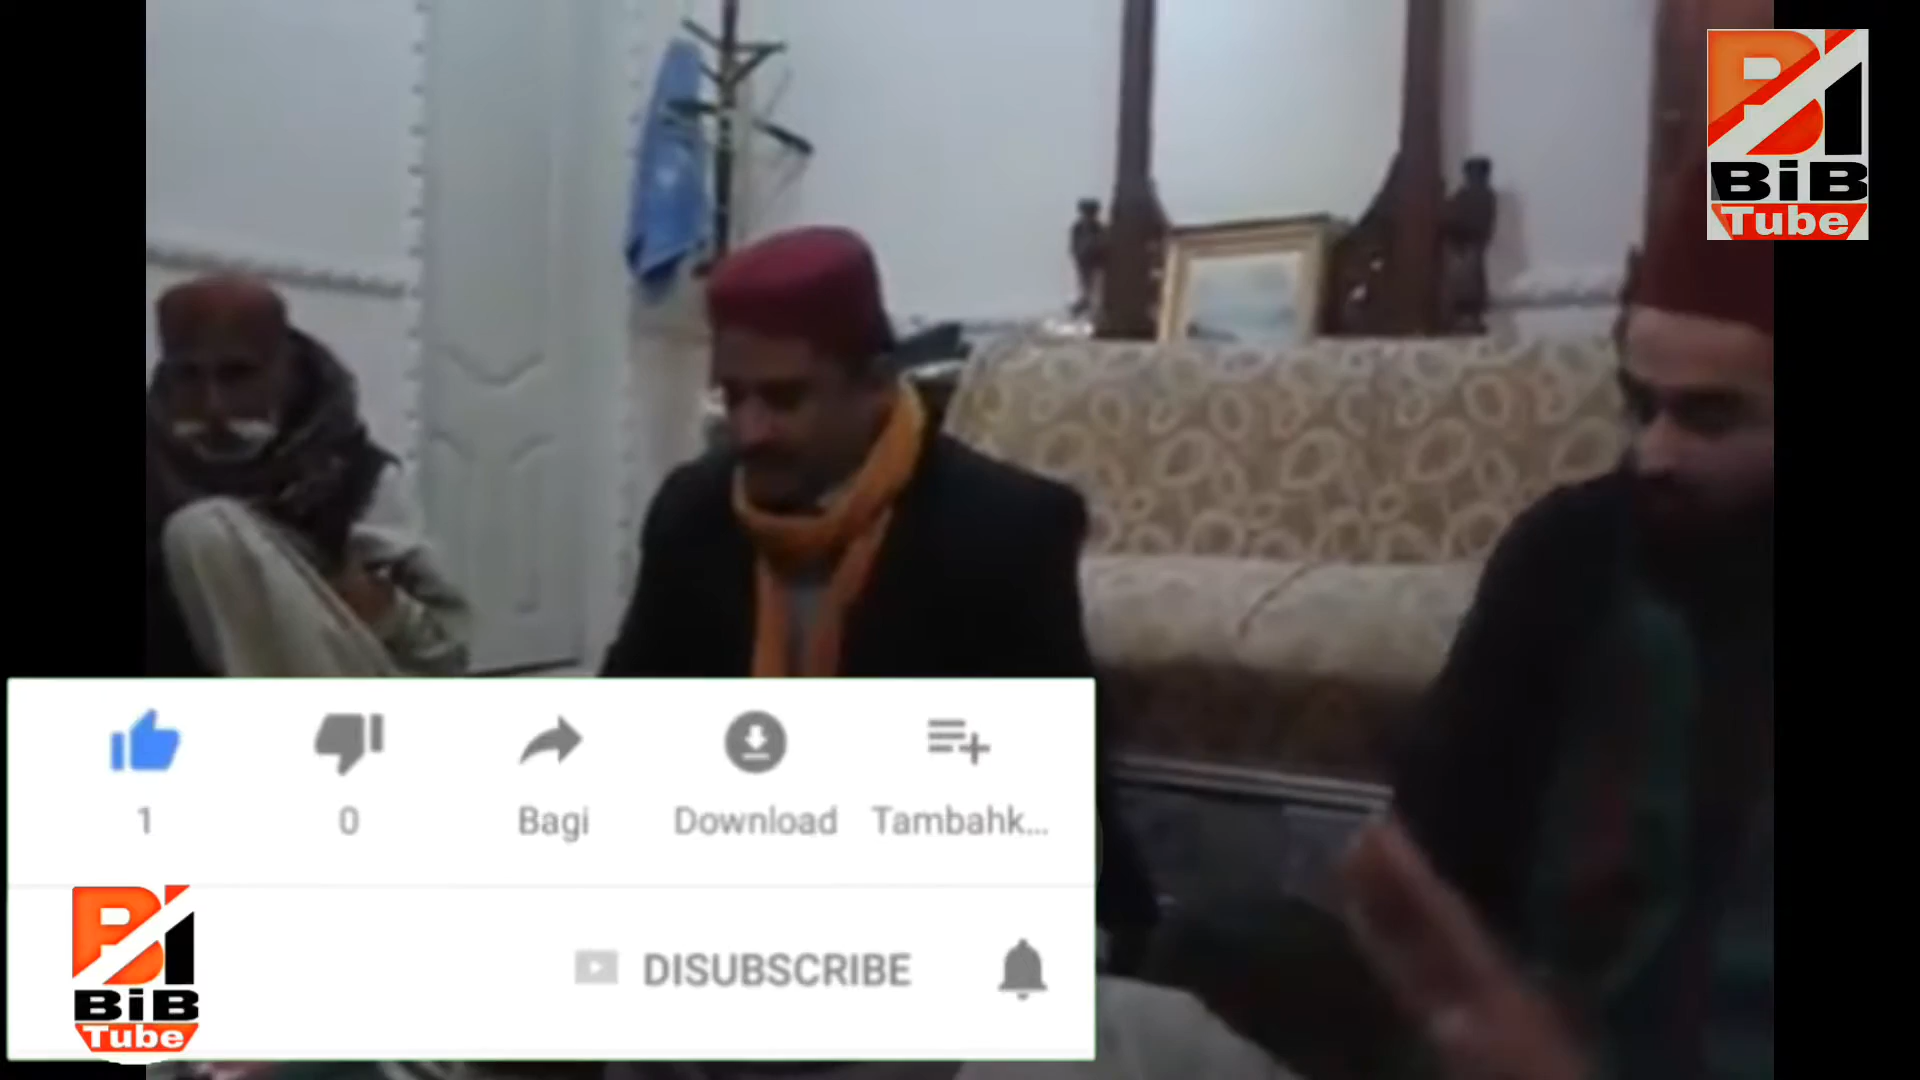 BiB
Tube
1
0
Bagi
Download
Tambahk...
BiB
Tube
DISUBSCRIBE